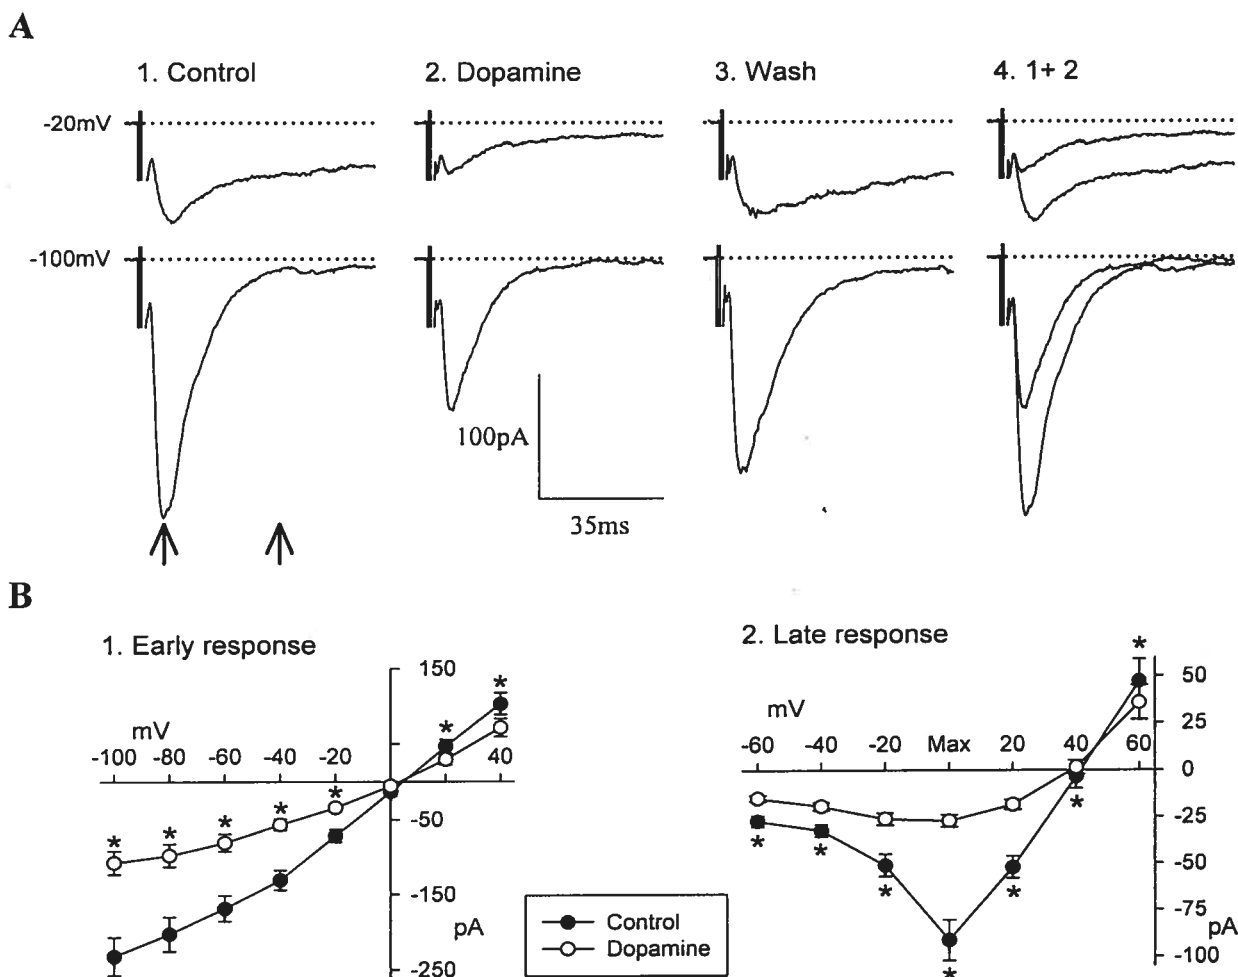 A
1. Control
2. Dopamine
3. Wash
4. 1+ 2
-20mV
-100mV
100pA
35ms
B
1. Early response
150
mV
-100 -80 -60 -40 -20 40
-50
-150
pA
-250
* * * * * * *
Control
Dopamine
2. Late response
50
mV
25
-60 -40 -20 Max 20 40 60
0
-25
-50
-75
pA
-100
* * * * * * *